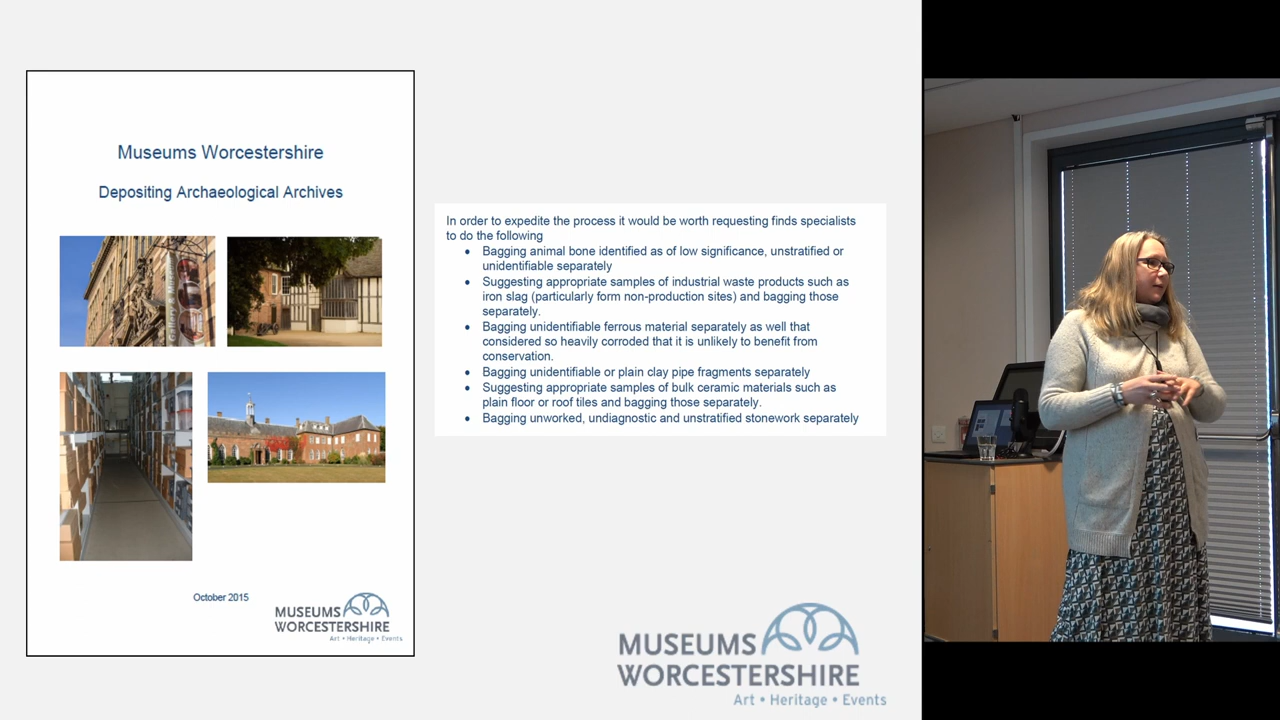 Museums Worcestershire
Depositing Archaeological Archives
Gallery & Museum
October 2015
MUSEUMS
WORCESTERSHIRE
Art • Heritage • Events
In order to expedite the process it would be worth requesting finds specialists
to do the following
• Bagging animal bone identified as of low significance, unstratified or
unidentifiable separately
• Suggesting appropriate samples of industrial waste products such as
iron slag (particularly form non-production sites) and bagging those
separately.
• Bagging unidentifiable ferrous material separately as well that
considered so heavily corroded that it is unlikely to benefit from
conservation.
• Bagging unidentifiable or plain clay pipe fragments separately
• Suggesting appropriate samples of bulk ceramic materials such as
plain floor or roof tiles and bagging those separately.
• Bagging unworked, undiagnostic and unstratified stonework separately
MUSEUMS
WORCESTERSHIRE
Art • Heritage • Events